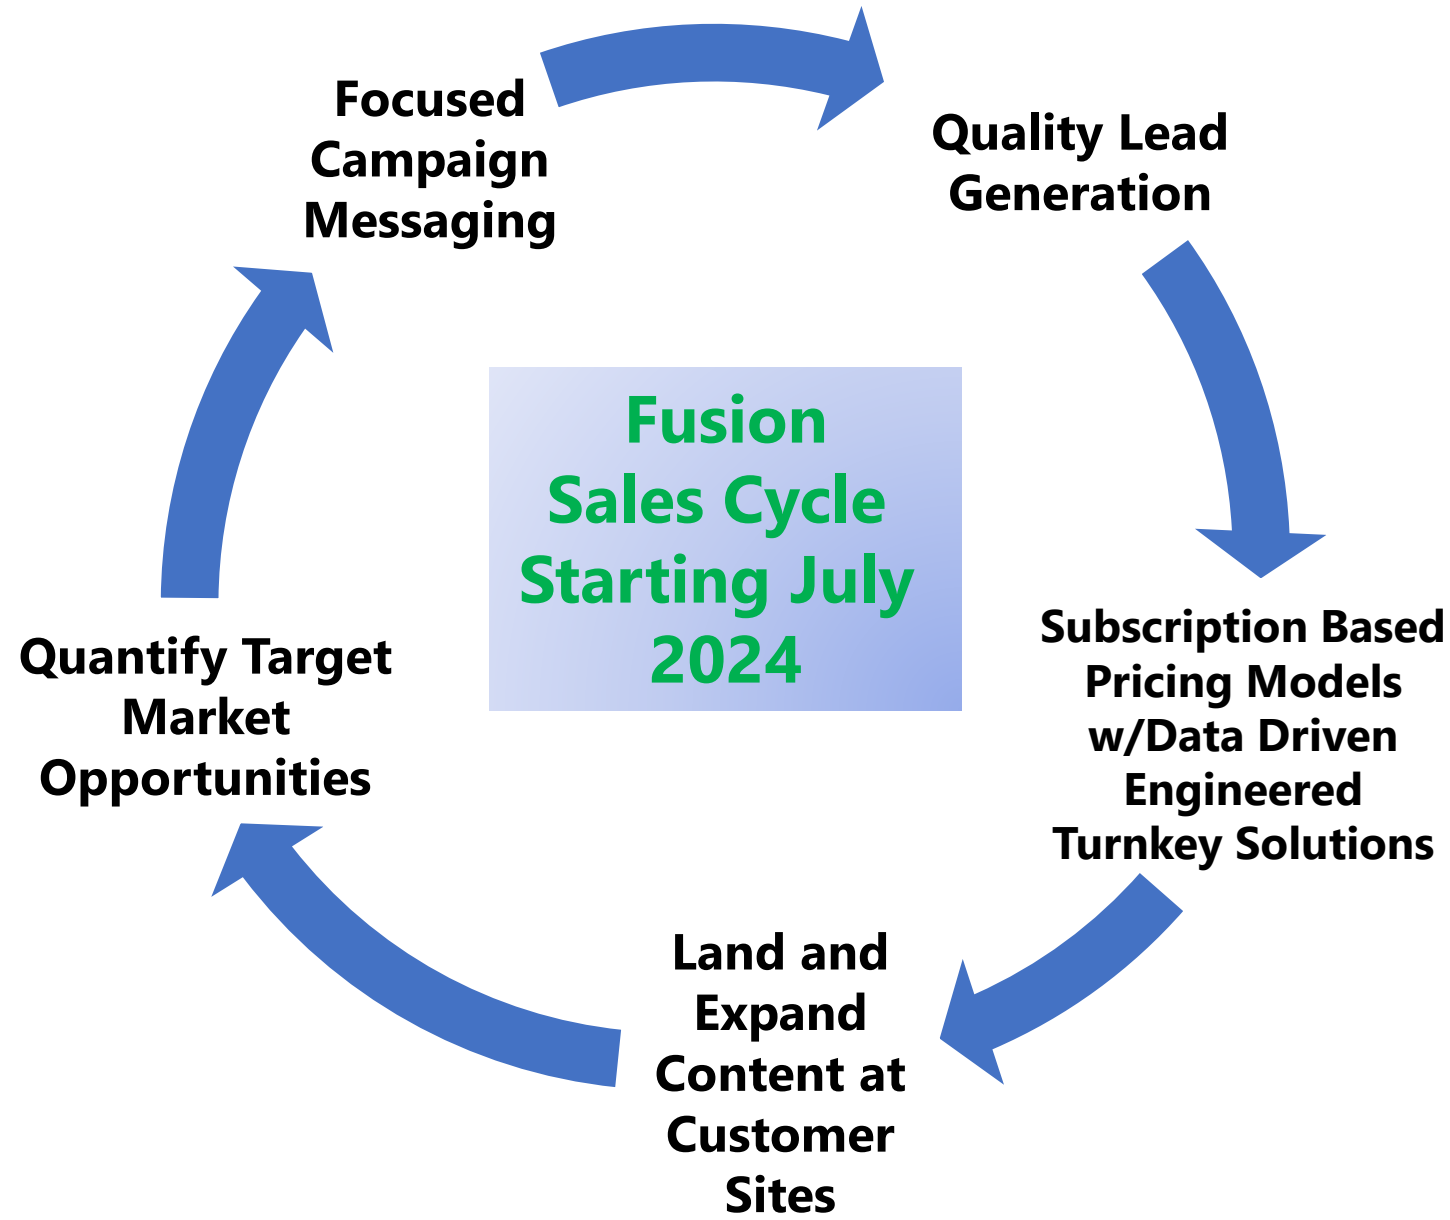 Focused
Campaign
Messaging
Quality Lead
Generation
Fusion
Sales Cycle
Starting July
2024
Subscription Based
Pricing Models
w/Data Driven
Engineered
Turnkey Solutions
Quantify Target
Market
Opportunities
Land and
Expand
Content at
Customer
Sites